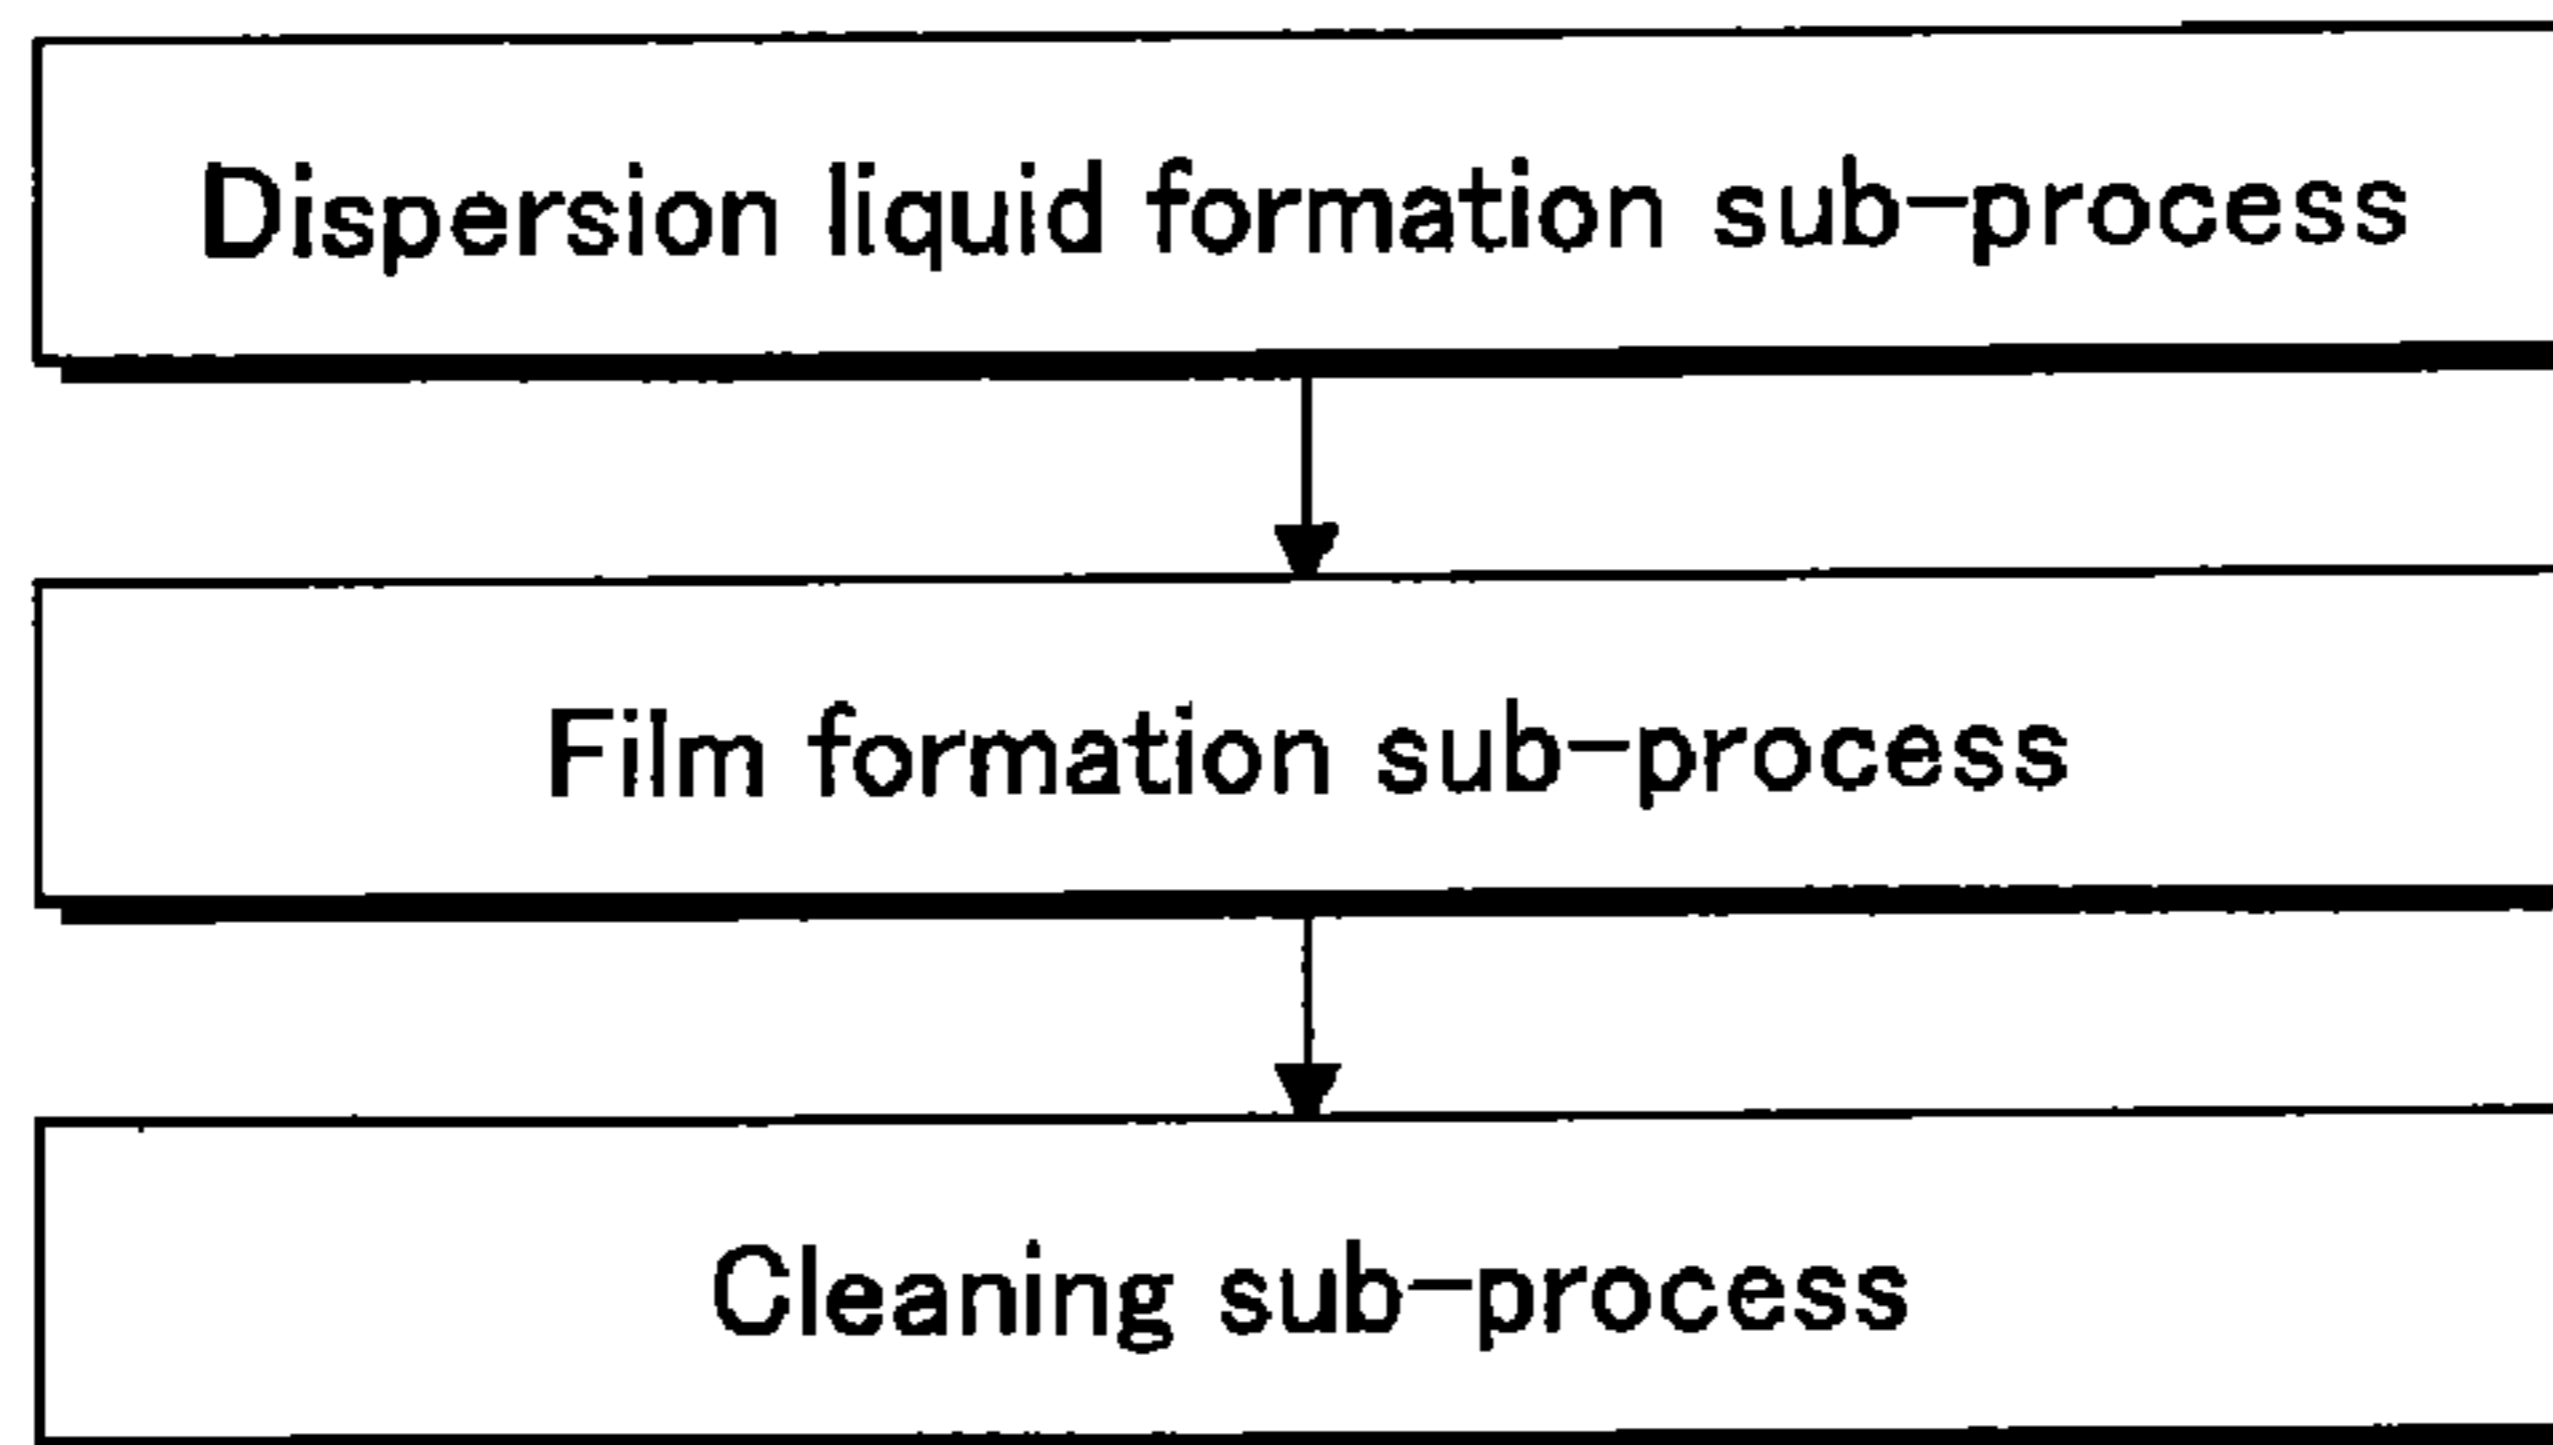 Dispersion liquid formation sub-process
Film formation sub-process
Cleaning sub-process